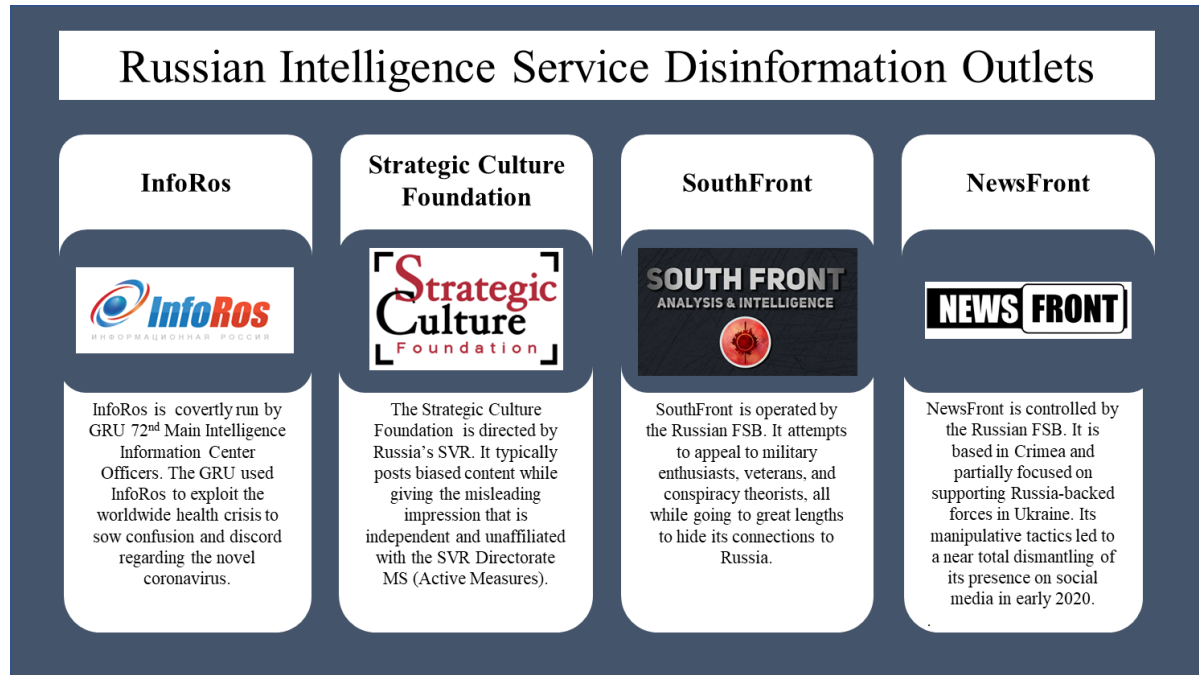 Russian Intelligence Service Disinformation Outlets
InfoRos
InfoRos
ИНФОРМАЦИОННАЯ РОССИЯ
InfoRos is covertly run by
GRU 72nd Main Intelligence
Information Center
Officers. The GRU used
InfoRos to exploit the
worldwide health crisis to
sow confusion and discord
regarding the novel
coronavirus.
Strategic Culture
Foundation
Strategic
Culture
Foundation
The Strategic Culture
Foundation is directed by
Russia's SVR. It typically
posts biased content while
giving the misleading
impression that is
independent and unaffiliated
with the SVR Directorate
MS (Active Measures).
SouthFront
SOUTH FRONT
ANALYSIS & INTELLIGENCE
SouthFront is operated by
the Russian FSB. It attempts
to appeal to military
enthusiasts, veterans, and
conspiracy theorists, all
while going to great lengths
to hide its connections to
Russia.
NewsFront
NEWS FRONT
NewsFront is controlled by
the Russian FSB. It is
based in Crimea and
partially focused on
supporting Russia-backed
forces in Ukraine. Its
manipulative tactics led to
a near total dismantling of
its presence on social
media in early 2020.
.